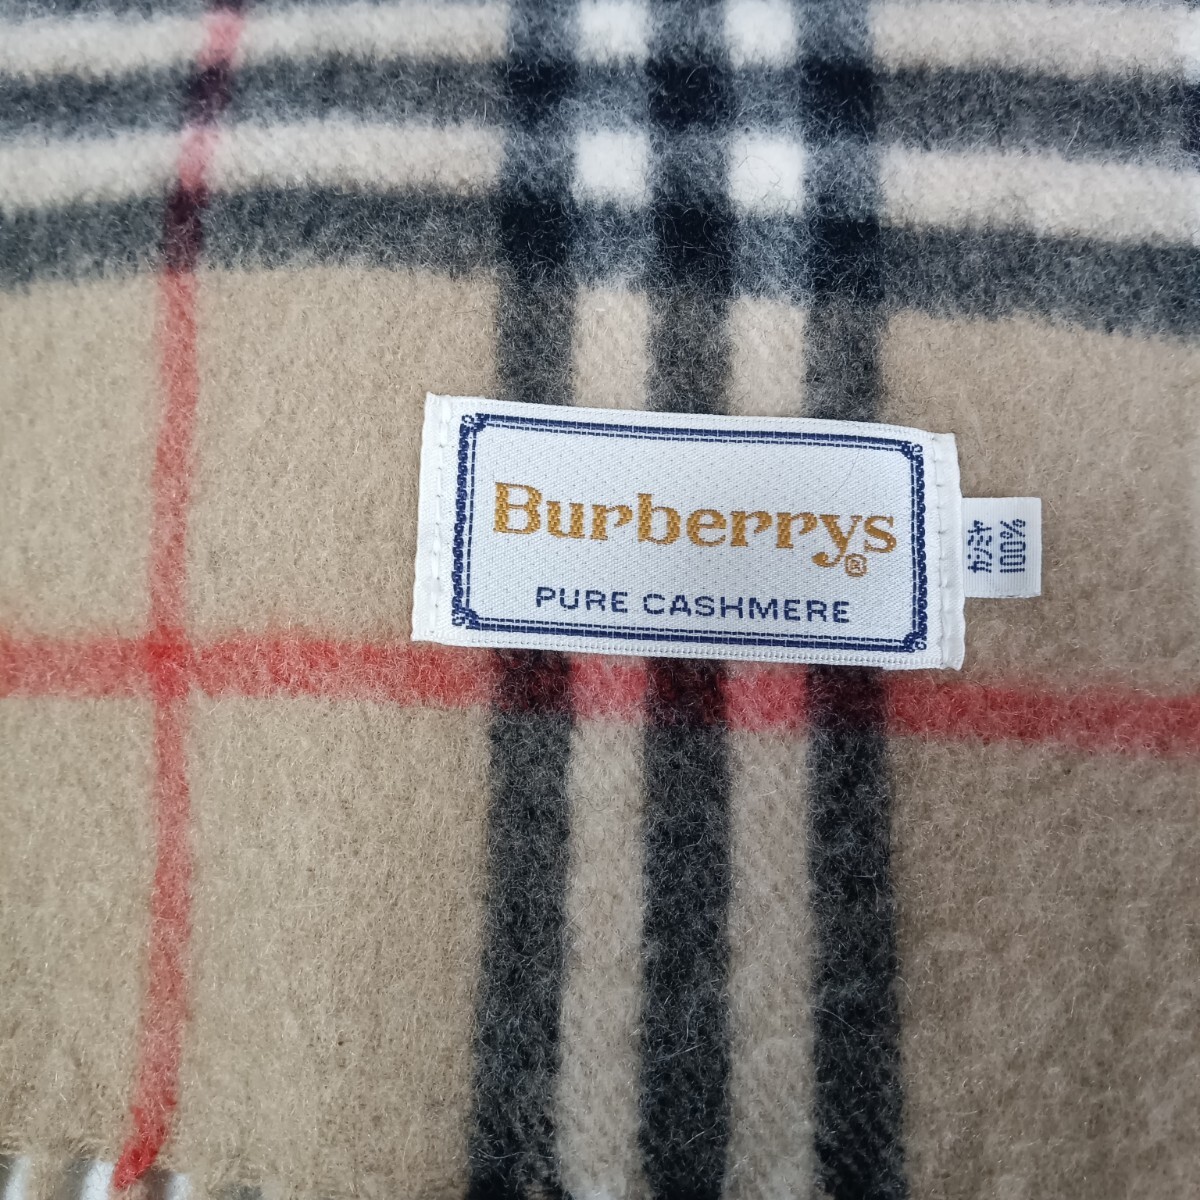 Burberrys
®
PURE CASHMERE
カシミヤ
100%